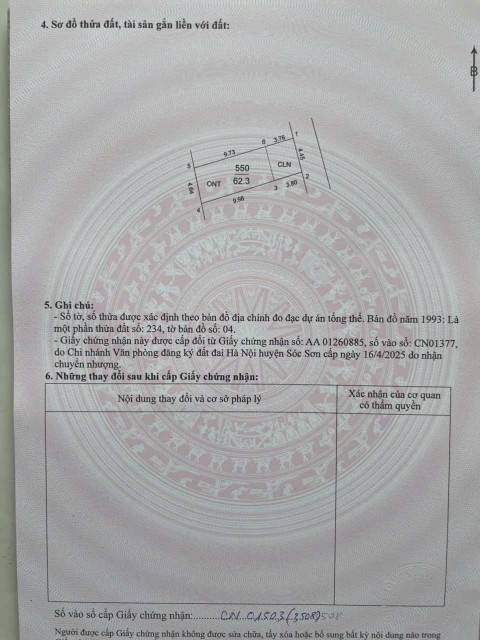 4. Sơ đồ thửa đất, tài sản gắn liền với đất:
B
6
3.76
1
9.73
5
550
CLN
4.45
4.64
ONT
62.3
2
3
3.80
9.98
4
5. Ghi chú:
- Số tờ, số thửa được xác định theo bản đồ địa chính đo đạc dự án tổng thể. Bản đồ năm 1993: Là
một phần thửa đất số: 234, tờ bản đồ số: 04.
- Giấy chứng nhận này được cấp đổi từ Giấy chứng nhận số: AA 01260885, số vào sổ: CN01377,
do Chi nhánh Văn phòng đăng ký đất đai Hà Nội huyện Sóc Sơn cấp ngày 16/4/2025 do nhận
chuyển nhượng.
6. Những thay đổi sau khi cấp Giấy chứng nhận:
Nội dung thay đổi và cơ sở pháp lý
Xác nhận của cơ quan
có thẩm quyền
Số vào sổ cấp Giấy chứng nhận:.........CN 01503(2508)508
Người được cấp Giấy chứng nhận không được sửa chữa, tẩy xóa hoặc bổ sung bất kỳ nội dung nào trong